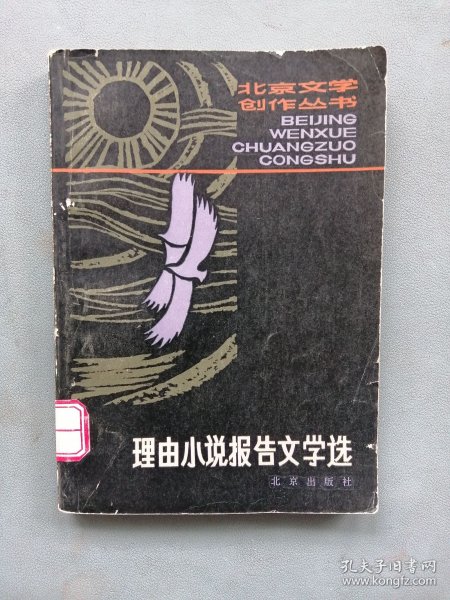 北京文学
创作丛书
BEIJING
WENXUE
CHUANGZUO
CONGSHU
理由小说报告文学选
北京出版社
孔夫子旧书网
www.kongfz.com